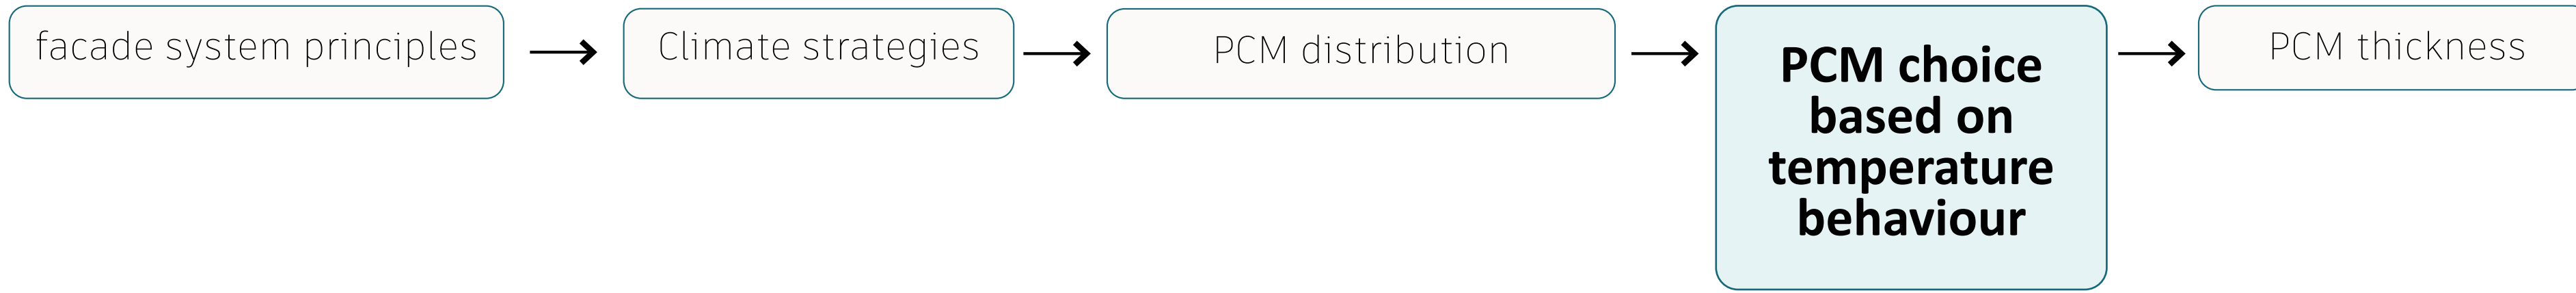 facade system principles
Climate strategies
PCM distribution
PCM choice
based on
temperature
behaviour
PCM thickness